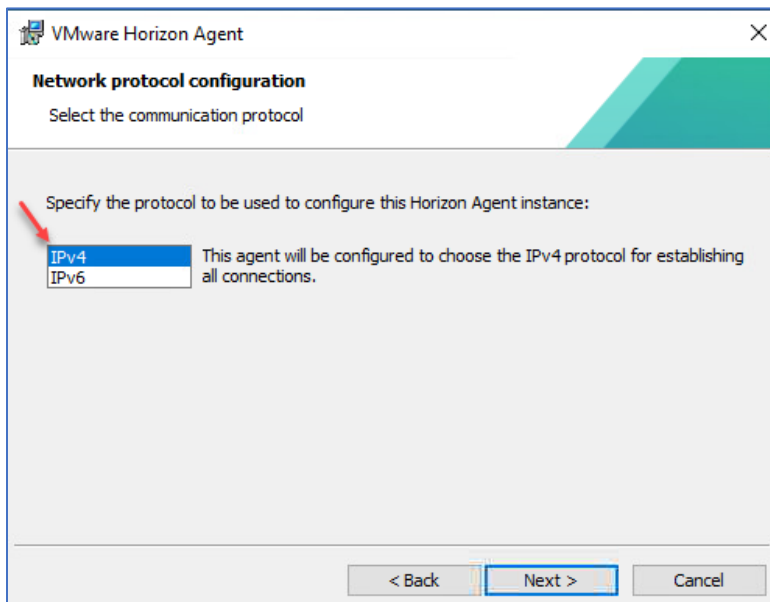 VMware Horizon Agent
Network protocol configuration
Select the communication protocol
Specify the protocol to be used to configure this Horizon Agent instance:
IPv4
IPv6
This agent will be configured to choose the IPv4 protocol for establishing
all connections.
< Back
Next >
Cancel